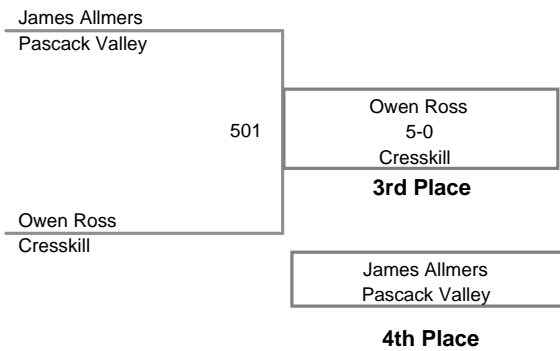 James Allmers
Pascack Valley
501
Owen Ross
5-0
Cresskill
3rd Place
Owen Ross
Cresskill
James Allmers
Pascack Valley
4th Place